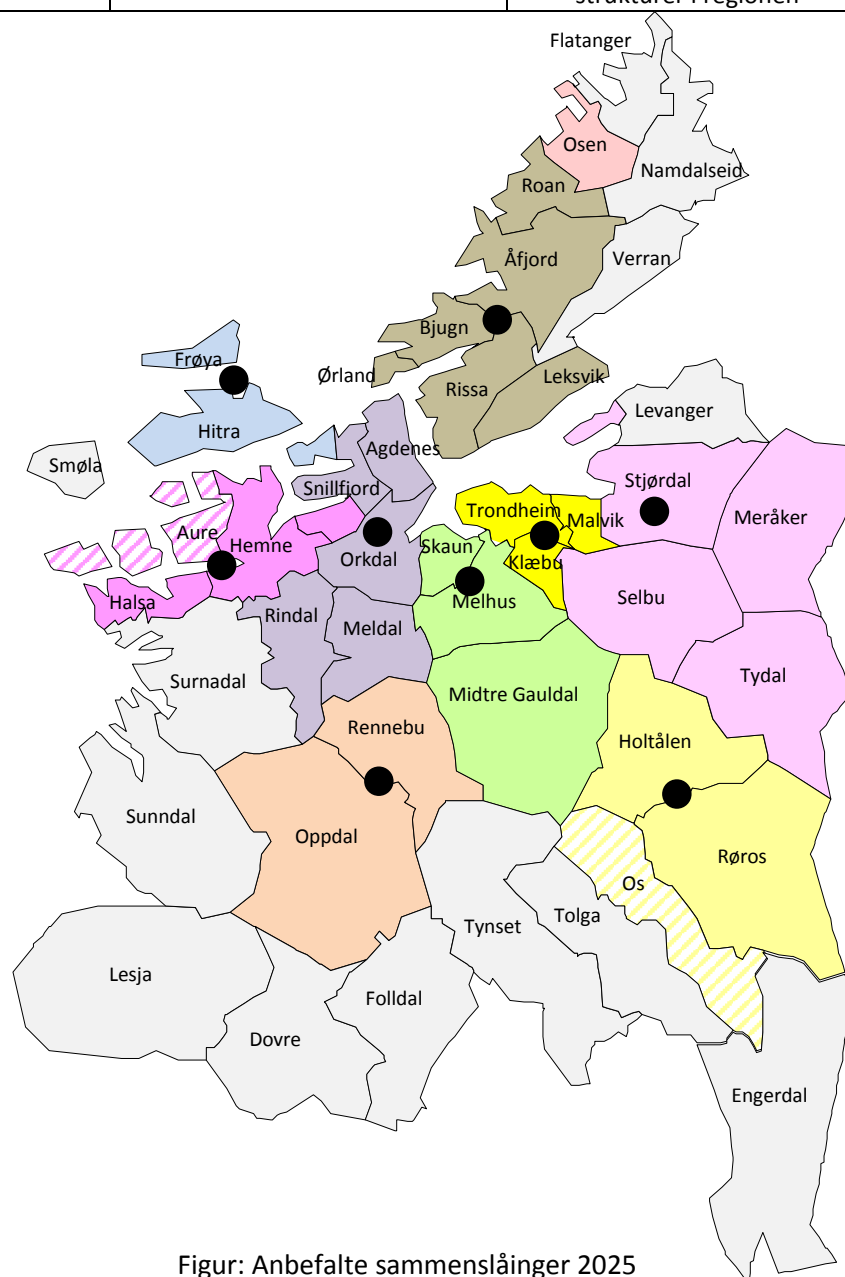 strukturer i regionen
Flatanger
Osen
Namdalseid
Roan
Åfjord
Verran
Bjugn
Frøya
Ørland
Leksvik
Rissa
Levanger
Hitra
Agdenes
Smøla
Snillfjord
Stjørdal
Trondheim
Malvik
Meråker
Aure
Hemne
Skaun
Orkdal
Klæbu
Halsa
Melhus
Selbu
Rindal
Meldal
Surnadal
Tydal
Midtre Gauldal
Rennebu
Holtålen
Sunndal
Oppdal
Røros
Os
Tolga
Tynset
Lesja
Folldal
Dovre
Engerdal
Figur: Anbefalte sammenslåinger 2025